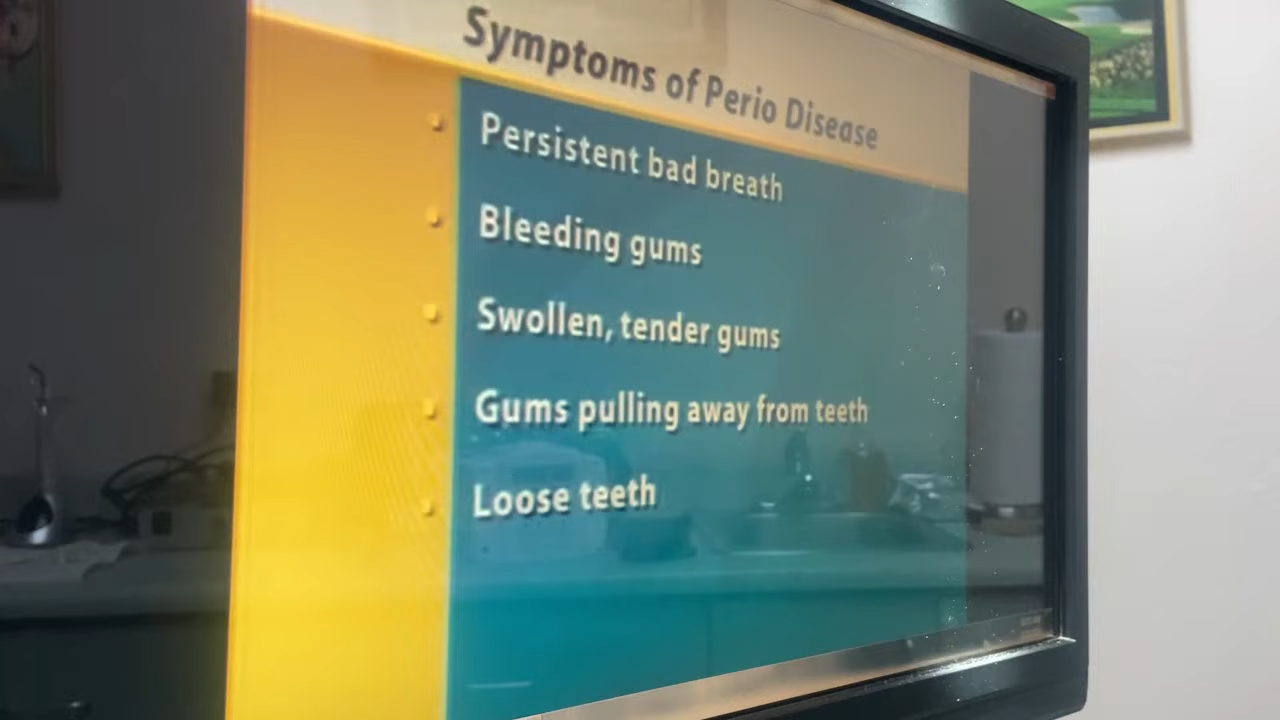 Symptoms of Perio Disease
Persistent bad breath
Bleeding gums
Swollen, tender gums
Gums pulling away from teeth
Loose teeth